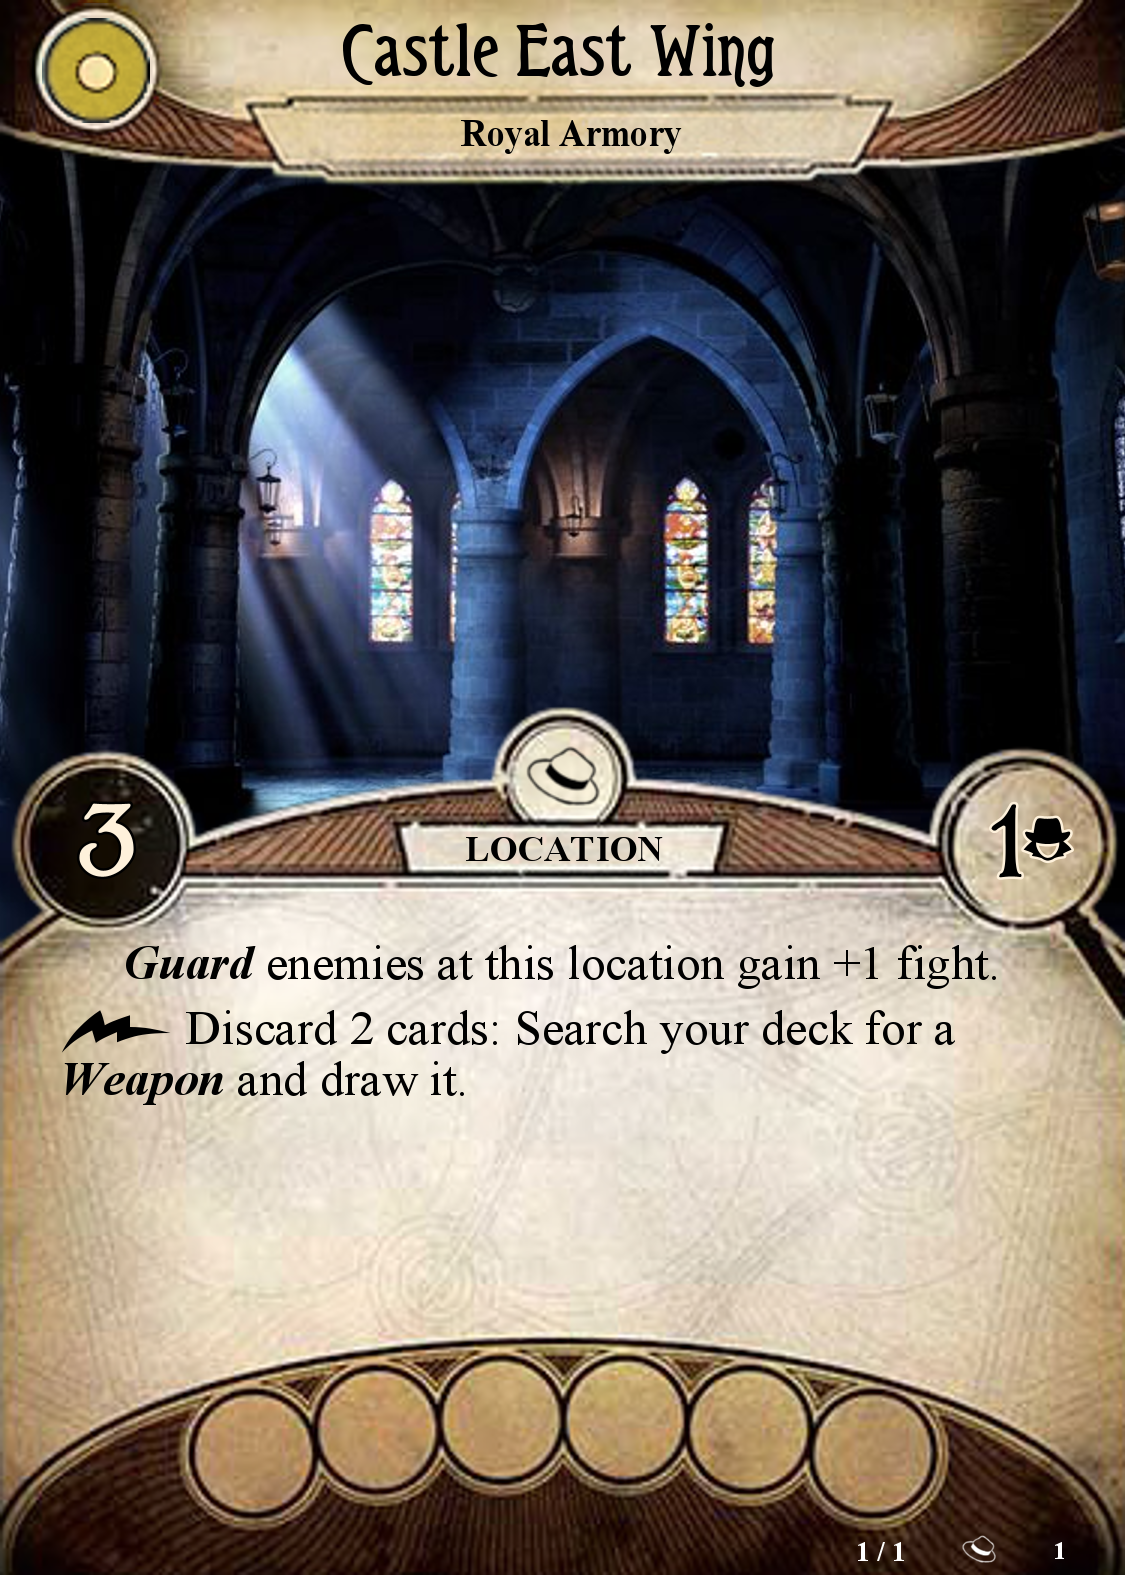 Castle East Wing
Royal Armory
3
LOCATION
1
Guard enemies at this location gain +1 fight.
Discard 2 cards: Search your deck for a
Weapon and draw it.
1 / 1
1